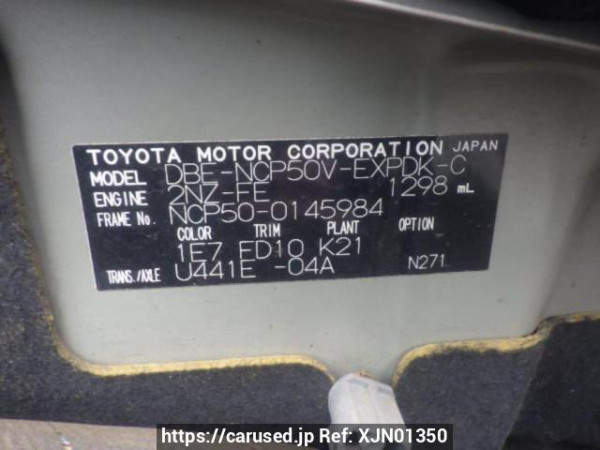 TOYOTA MOTOR CORPORATION JAPAN
MODEL DBE-NCP50V-EXPDK-C
ENGINE 2NZ-FE 1298 mL
FRAME No. NCP50-0145984
COLOR TRIM PLANT OPTION
1E7 FD10 K21
TRANS./AXLE U441E -04A N271
https://carused.jp Ref: XJN01350